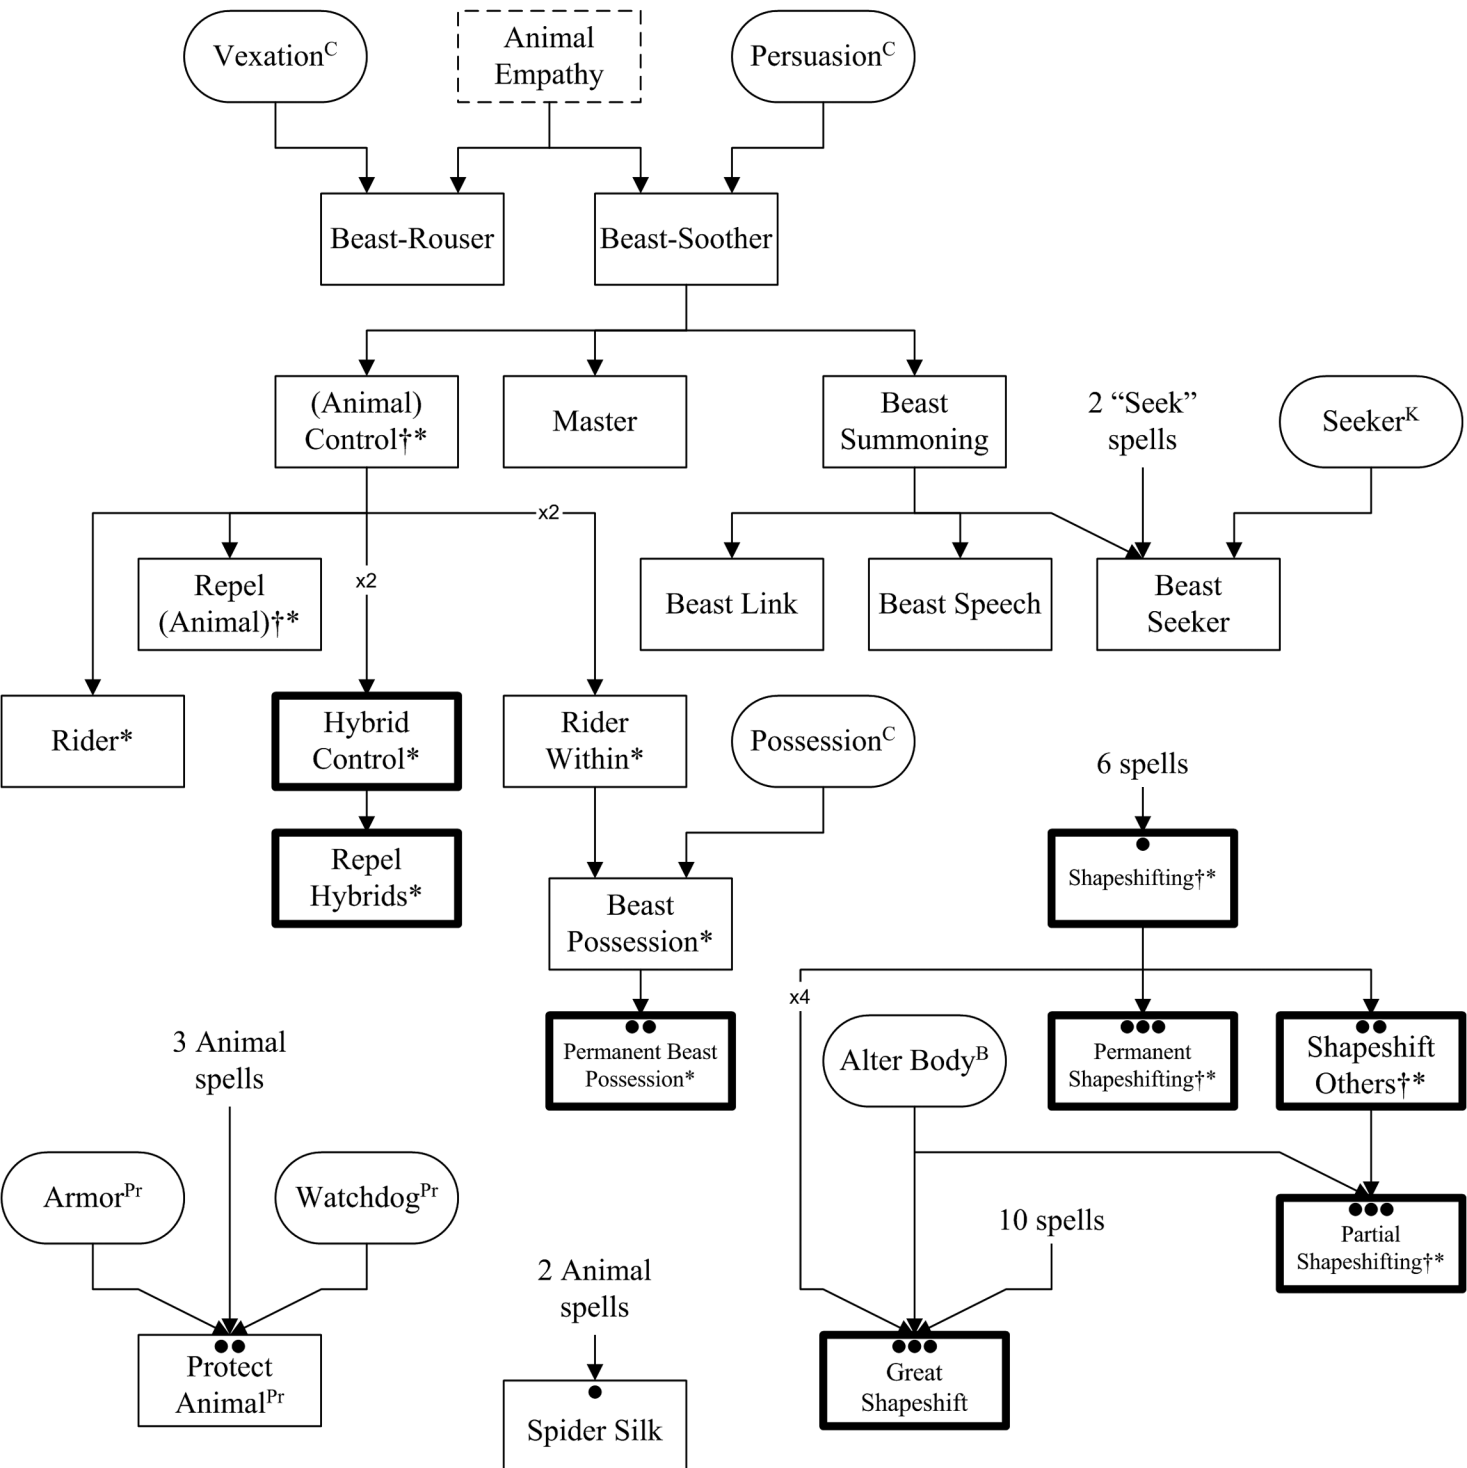 Vexation^C
Animal
Empathy
Persuasion^C
Beast-Rouser
Beast-Soother
(Animal)
Control†*
Master
Beast
Summoning
2 “Seek”
spells
Seeker^K
x2
x2
Repel
(Animal)†*
Beast Link
Beast Speech
Beast
Seeker
Rider*
Hybrid
Control*
Rider
Within*
Possession^C
6 spells
Repel
Hybrids*
Shapeshifting†*
Beast
Possession*
x4
3 Animal
spells
Permanent Beast
Possession*
Alter Body^B
Permanent
Shapeshifting†*
Shapeshift
Others†*
Armor^Pr
Watchdog^Pr
10 spells
Partial
Shapeshifting†*
2 Animal
spells
Protect
Animal^Pr
Spider Silk
Great
Shapeshift